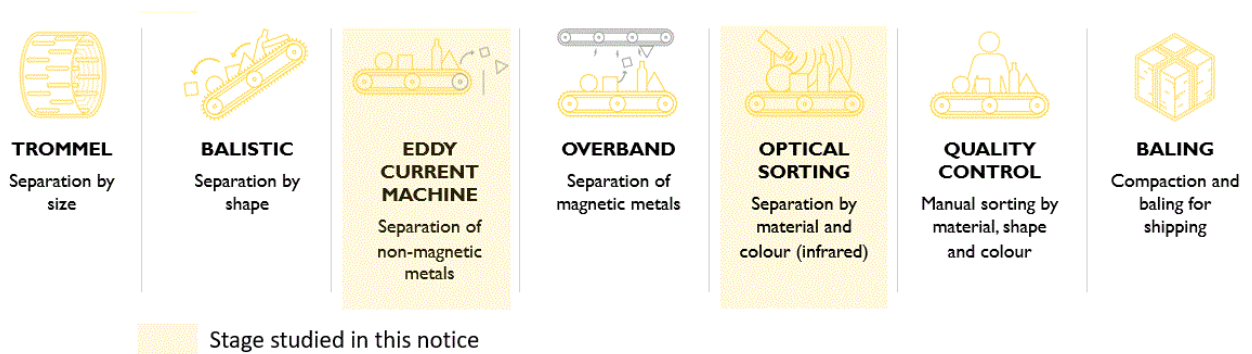 TROMMEL
Separation by
size
BALISTIC
Separation by
shape
EDDY
CURRENT
MACHINE
Separation of
non-magnetic
metals
OVERBAND
Separation of
magnetic metals
OPTICAL
SORTING
Separation by
material and
colour (infrared)
QUALITY
CONTROL
Manual sorting by
material, shape
and colour
BALING
Compaction and
baling for
shipping
Stage studied in this notice